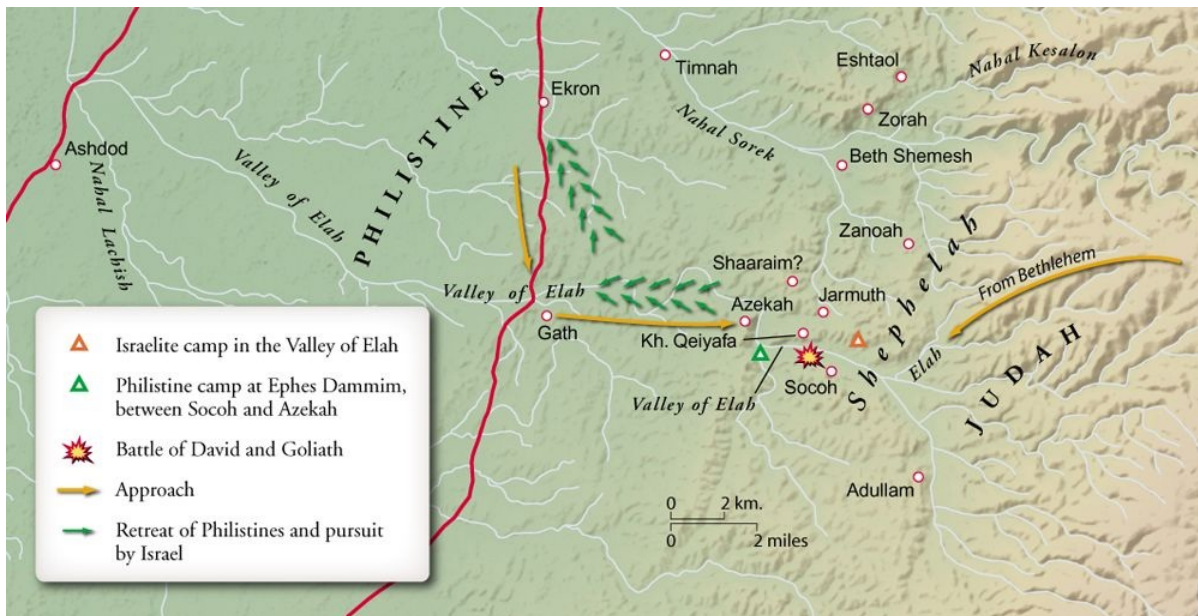 Timnah
Eshtaol
Nahal Kesalon
Ekron
Zorah
PHILISTINES
Nahal Sorek
Beth Shemesh
Ashdod
Nahal Lachish
Valley of Elah
Zanoah
Shephelah
Shaaraim?
From Bethlehem
Valley of Elah
Azekah
Jarmuth
Gath
Kh. Qeiyafa
Elah
JUDAH
Socoh
Valley of Elah
Adullam
0 2 km.
0 2 miles
Israelite camp in the Valley of Elah
Philistine camp at Ephes Dammim,
between Socoh and Azekah
Battle of David and Goliath
Approach
Retreat of Philistines and pursuit
by Israel